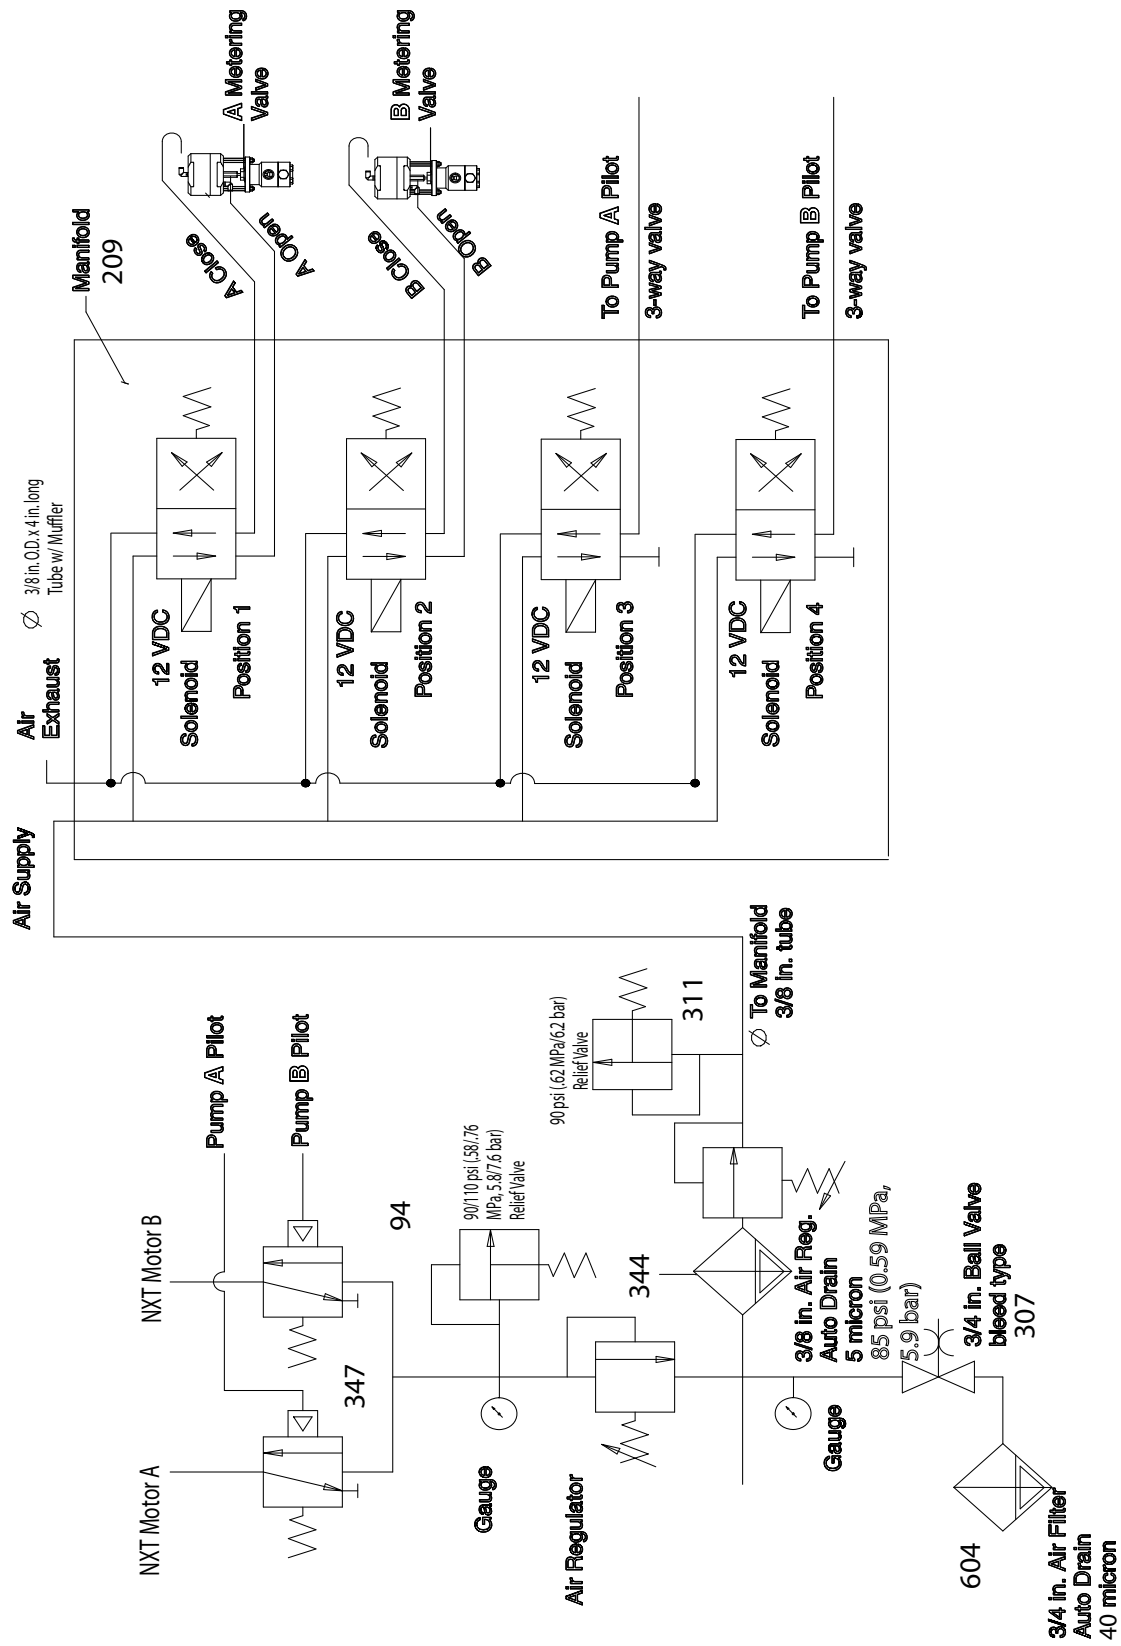 Air Supply
Air
Exhaust
Ø 3/8 in. O.D. x 4 in. long
Tube w/ Muffler
Manifold
209
12 VDC
Solenoid
Position 1
A Close
A Open
A Metering
Valve
12 VDC
Solenoid
Position 2
B Close
B Open
B Metering
Valve
12 VDC
Solenoid
Position 3
To Pump A Pilot
3-way valve
12 VDC
Solenoid
Position 4
To Pump B Pilot
3-way valve
NXT Motor A
NXT Motor B
Pump A Pilot
Pump B Pilot
347
94
90/110 psi (.58/.76
MPa, 5.8/7.6 bar)
Relief Valve
Gauge
Air Regulator
90 psi (.62 MPa/6.2 bar)
Relief Valve
311
344
Ø To Manifold
3/8 in. tube
3/8 in. Air Reg.
Auto Drain
5 micron
85 psi (0.59 MPa,
5.9 bar)
Gauge
3/4 in. Ball Valve
bleed type
307
604
3/4 in. Air Filter
Auto Drain
40 micron